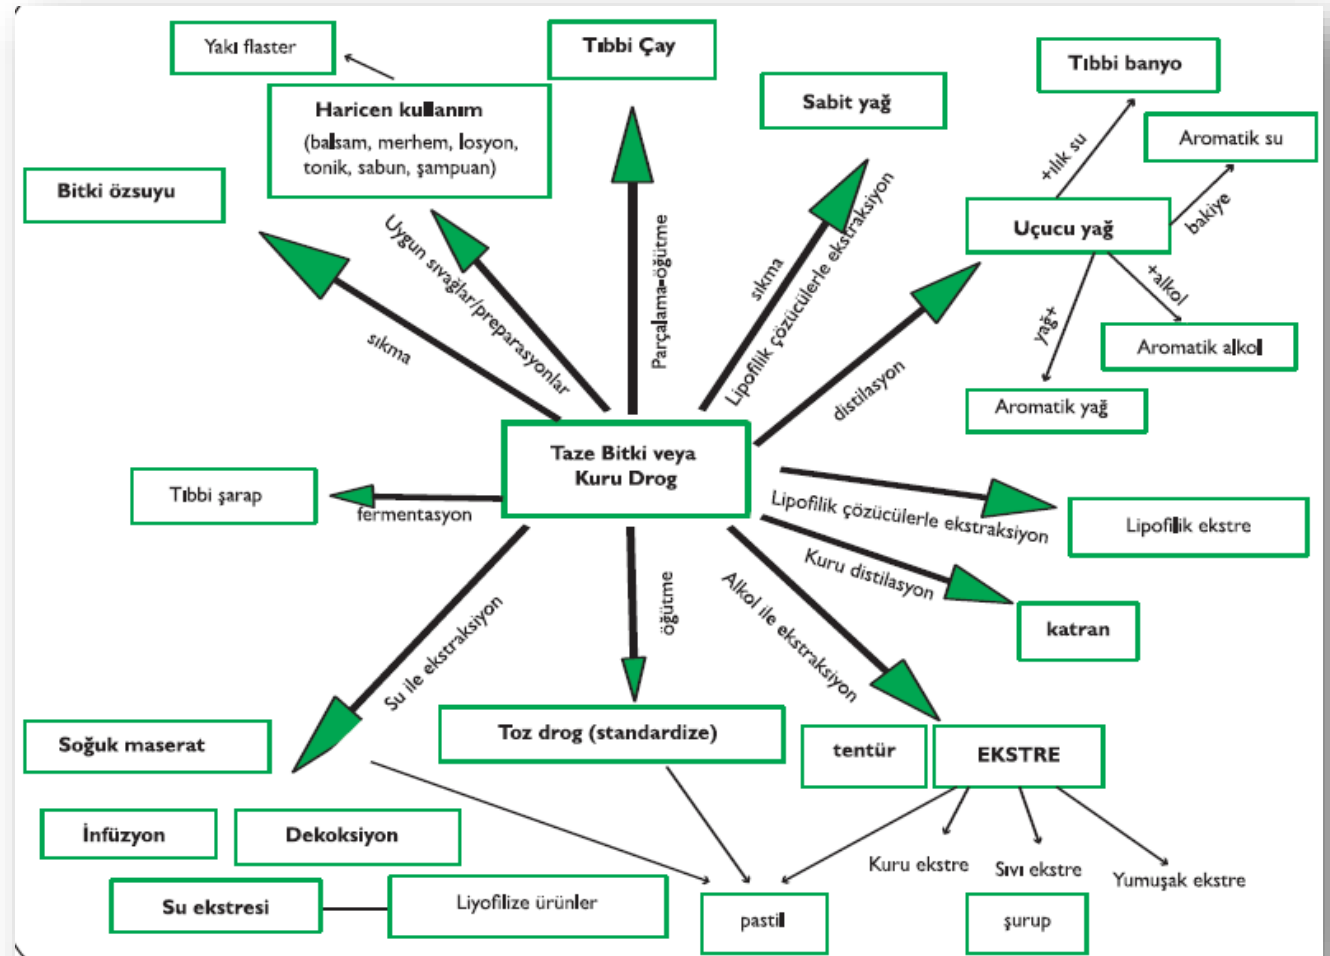 Yakı flaster
Tıbbi Çay
Tıbbi banyo
Sabit yağ
Haricen kullanım
(balsam, merhem, losyon,
tonik, sabun, şampuan)
Aromatik su
+ılık su
Bitki özsuyu
Uçucu yağ
bakiye
Uygun sıvağlar/preparasyonlar
Parçalama-öğütme
sıkma
Lipofilik çözücülerle ekstraksiyon
+alkol
yağ+
sıkma
Aromatik alkol
distilasyon
Aromatik yağ
Taze Bitki veya
Kuru Drog
Tıbbi şarap
fermentasyon
Lipofilik çözücülerle ekstraksiyon
Lipofilik ekstre
Kuru distilasyon
katran
Su ile ekstraksiyon
öğütme
Alkol ile ekstraksiyon
Soğuk maserat
Toz drog (standardize)
tentür
EKSTRE
İnfüzyon
Dekoksiyon
Kuru ekstre
Sıvı ekstre
Yumuşak ekstre
Su ekstresi
Liyofilize ürünler
pastil
şurup